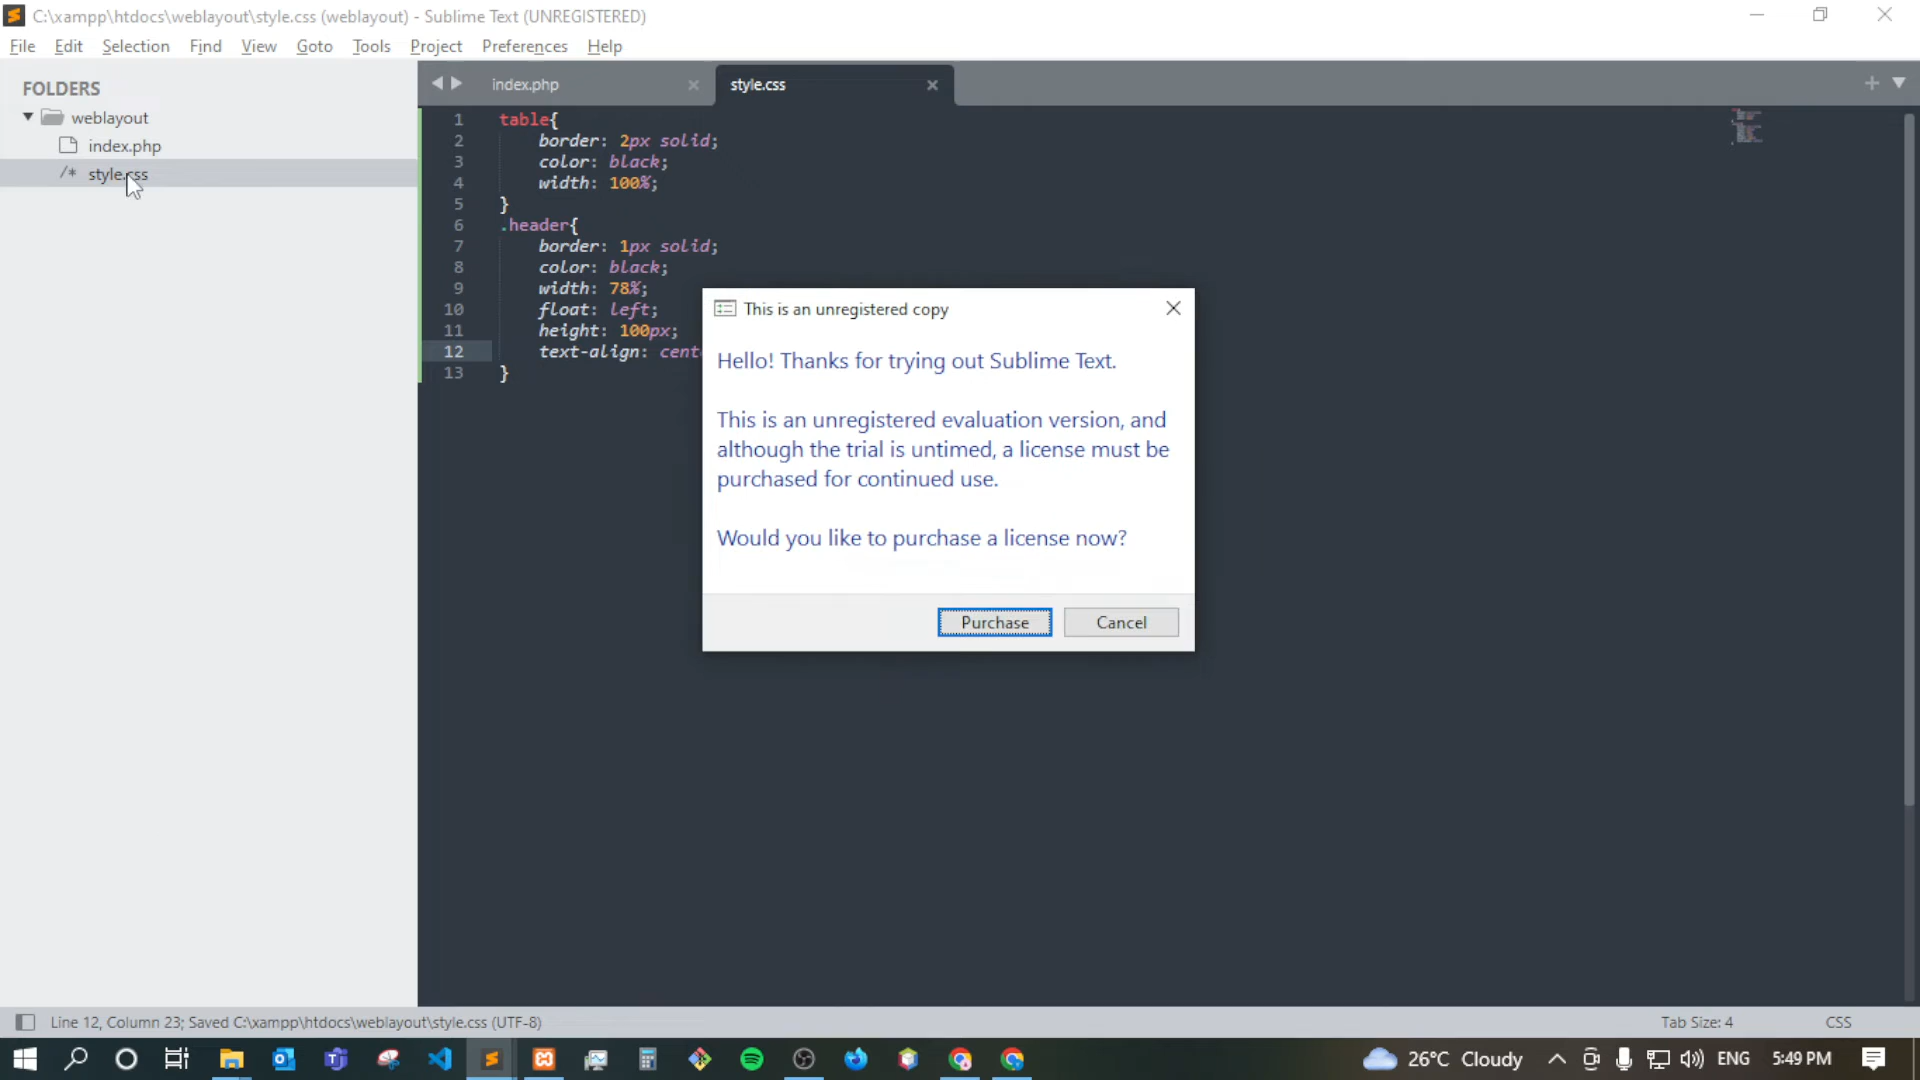 C:\xampp\htdocs\weblayout\style.css (weblayout) - Sublime Text (UNREGISTERED)
File Edit Selection Find View Goto Tools Project Preferences Help
FOLDERS
weblayout
index.php
/* style.css
index.php
style.css
1 table{
2 border: 2px solid;
3 color: black;
4 width: 100%;
5 }
6 .header{
7 border: 1px solid;
8 color: black;
9 width: 78%;
10 float: left;
11 height: 100px;
12 text-align: cent
13 }
This is an unregistered copy
Hello! Thanks for trying out Sublime Text.
This is an unregistered evaluation version, and
although the trial is untimed, a license must be
purchased for continued use.
Would you like to purchase a license now?
Purchase Cancel
Line 12, Column 23; Saved C:\xampp\htdocs\weblayout\style.css (UTF-8)
Tab Size: 4
CSS
26°C Cloudy
ENG
5:49 PM